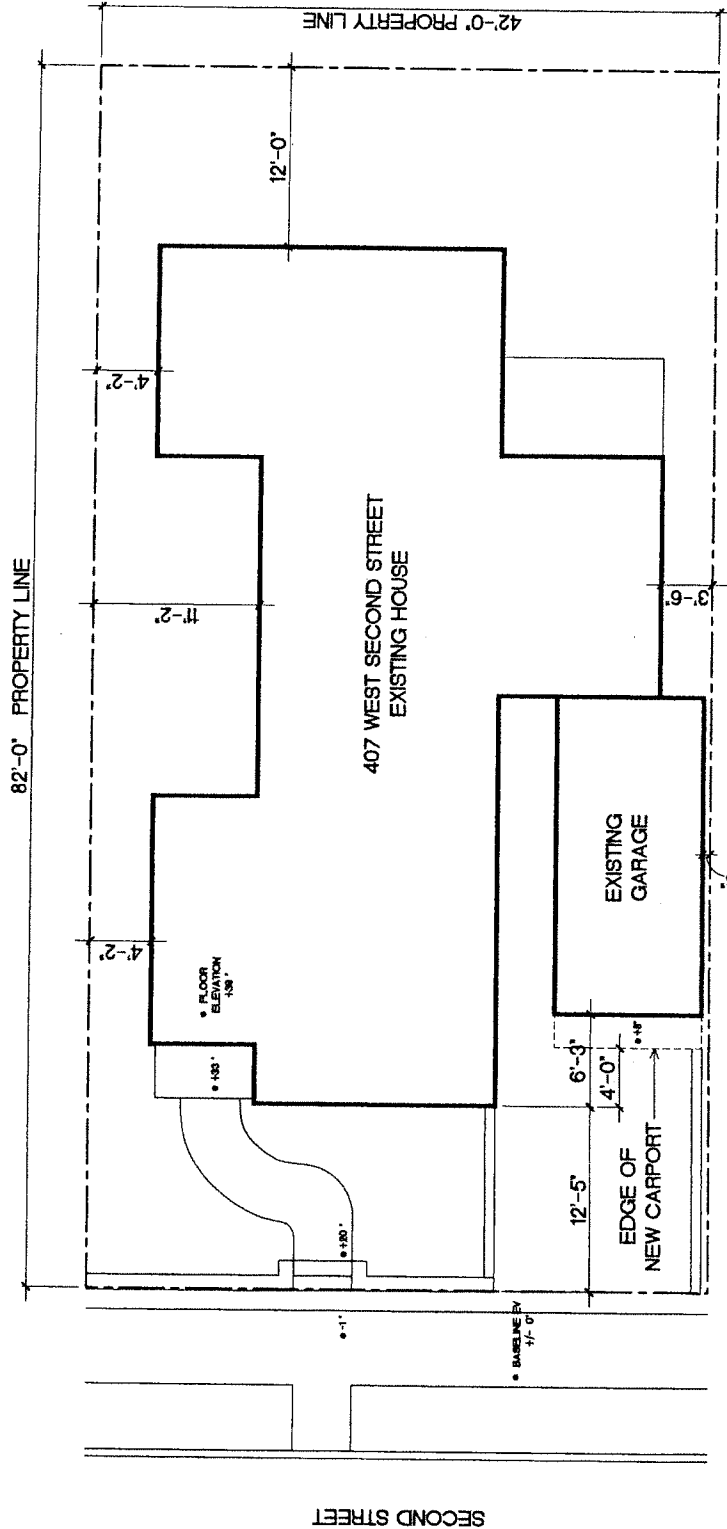 42'-0" PROPERTY LINE
82'-0" PROPERTY LINE
12'-0"
4'-2"
11'-2"
4'-2"
407 WEST SECOND STREET
EXISTING HOUSE
3'-6"
EXISTING
GARAGE
FLOOR
ELEVATION
+39"
+33"
+8"
6'-3"
4'-0"
12'-5"
EDGE OF
NEW CARPORT
+20"
-1"
BASELINE EV
+/- 0"
SECOND STREET